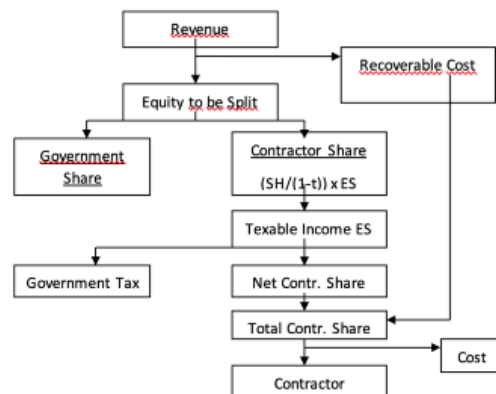 Revenue
Recoverable Cost
Equity to be Split
Government
Share
Contractor Share
(SH/(1-t)) x ES
Texable Income ES
Government Tax
Net Contr. Share
Total Contr. Share
Cost
Contractor